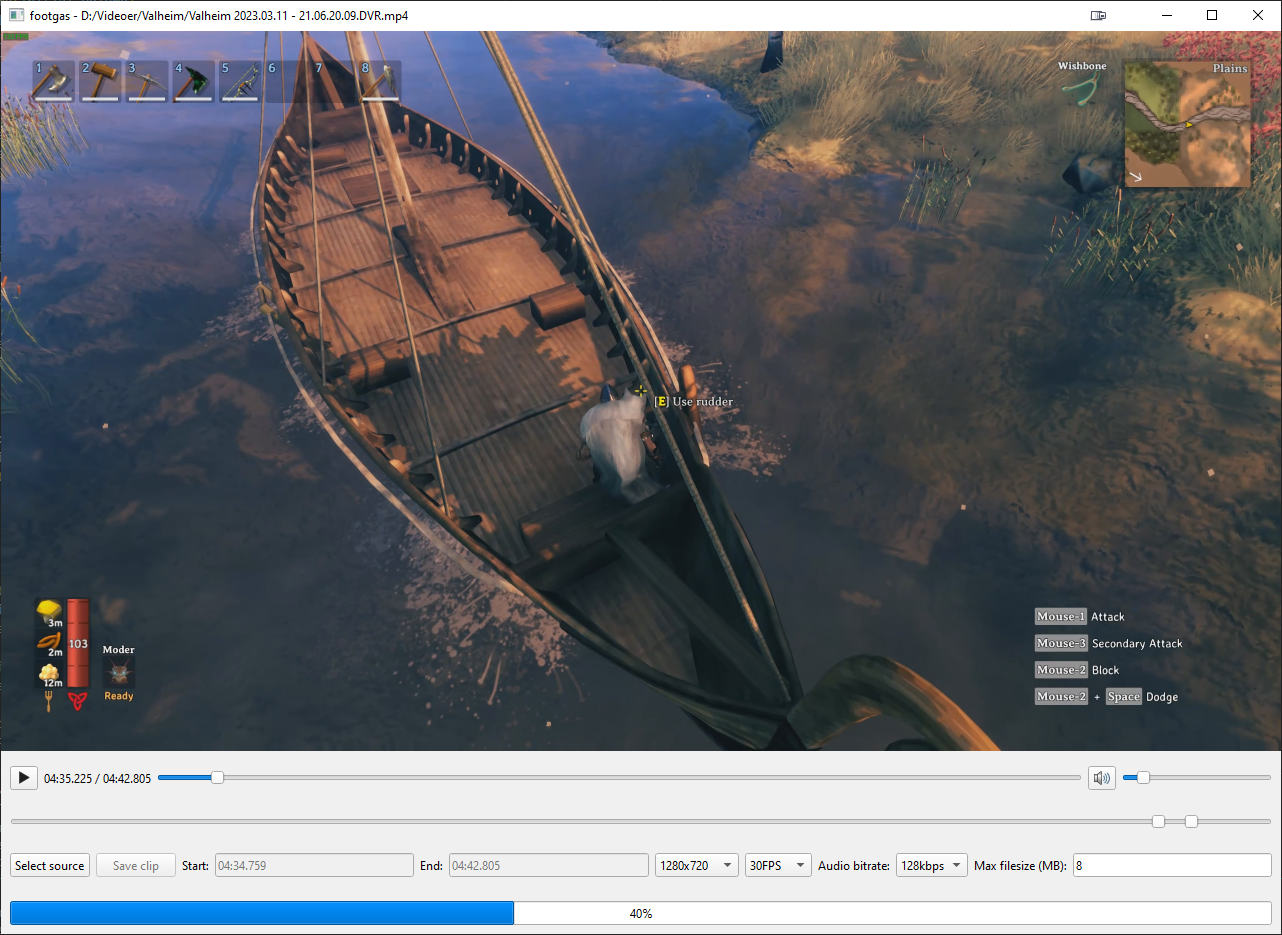 footgas - D:/Videoer/Valheim/Valheim 2023.03.11 - 21.06.20.09.DVR.mp4
1 2 3 4 5 6 7 8
Wishbone
Plains
[E] Use rudder
3m
2m
12m
103
Moder
Ready
Mouse-1 Attack
Mouse-3 Secondary Attack
Mouse-2 Block
Mouse-2 + Space Dodge
04:35.225 / 04:42.805
Select source Save clip Start: 04:34.759 End: 04:42.805 1280x720 30FPS Audio bitrate: 128kbps Max filesize (MB): 8
40%